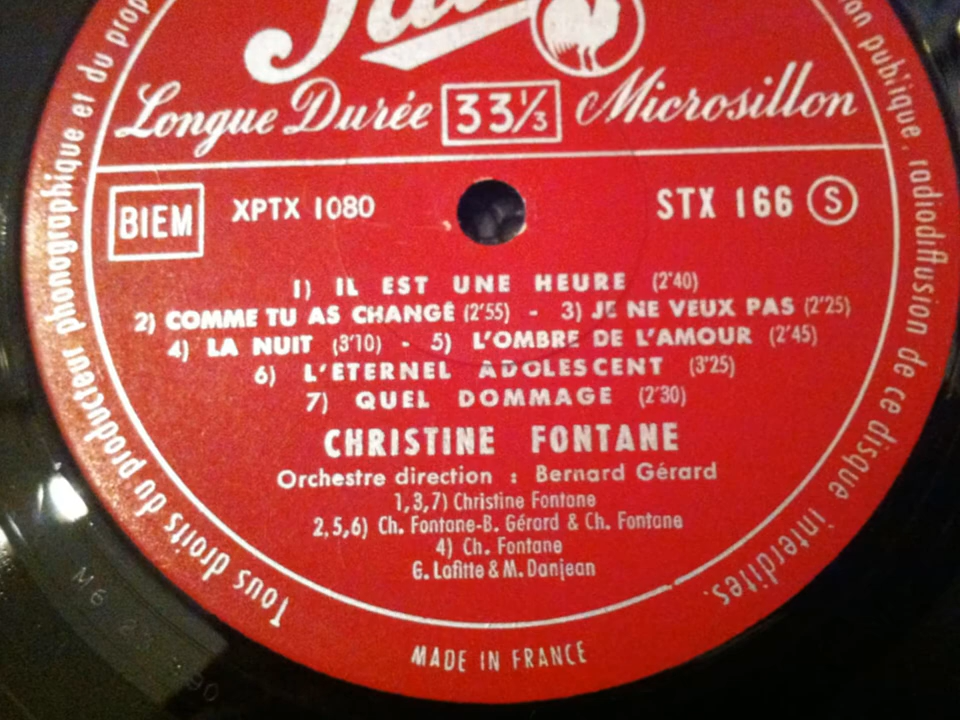 Longue Durée 33 1/3 Microsillon
BIEM XPTX 1080 STX 166 S
1) IL EST UNE HEURE (2'40)
2) COMME TU AS CHANGÉ (2'55) - 3) JE NE VEUX PAS (2'25)
4) LA NUIT (3'10) - 5) L'OMBRE DE L'AMOUR (2'45)
6) L'ETERNEL ADOLESCENT (3'25)
7) QUEL DOMMAGE (2'30)
CHRISTINE FONTANE
Orchestre direction : Bernard Gérard
1,3,7) Christine Fontane
2,5,6) Ch. Fontane-B. Gérard & Ch. Fontane
4) Ch. Fontane
G. Lafitte & M. Danjean
MADE IN FRANCE
Tous droits du producteur phonographique et du
publique, radiodiffusion de ce disque interdites.